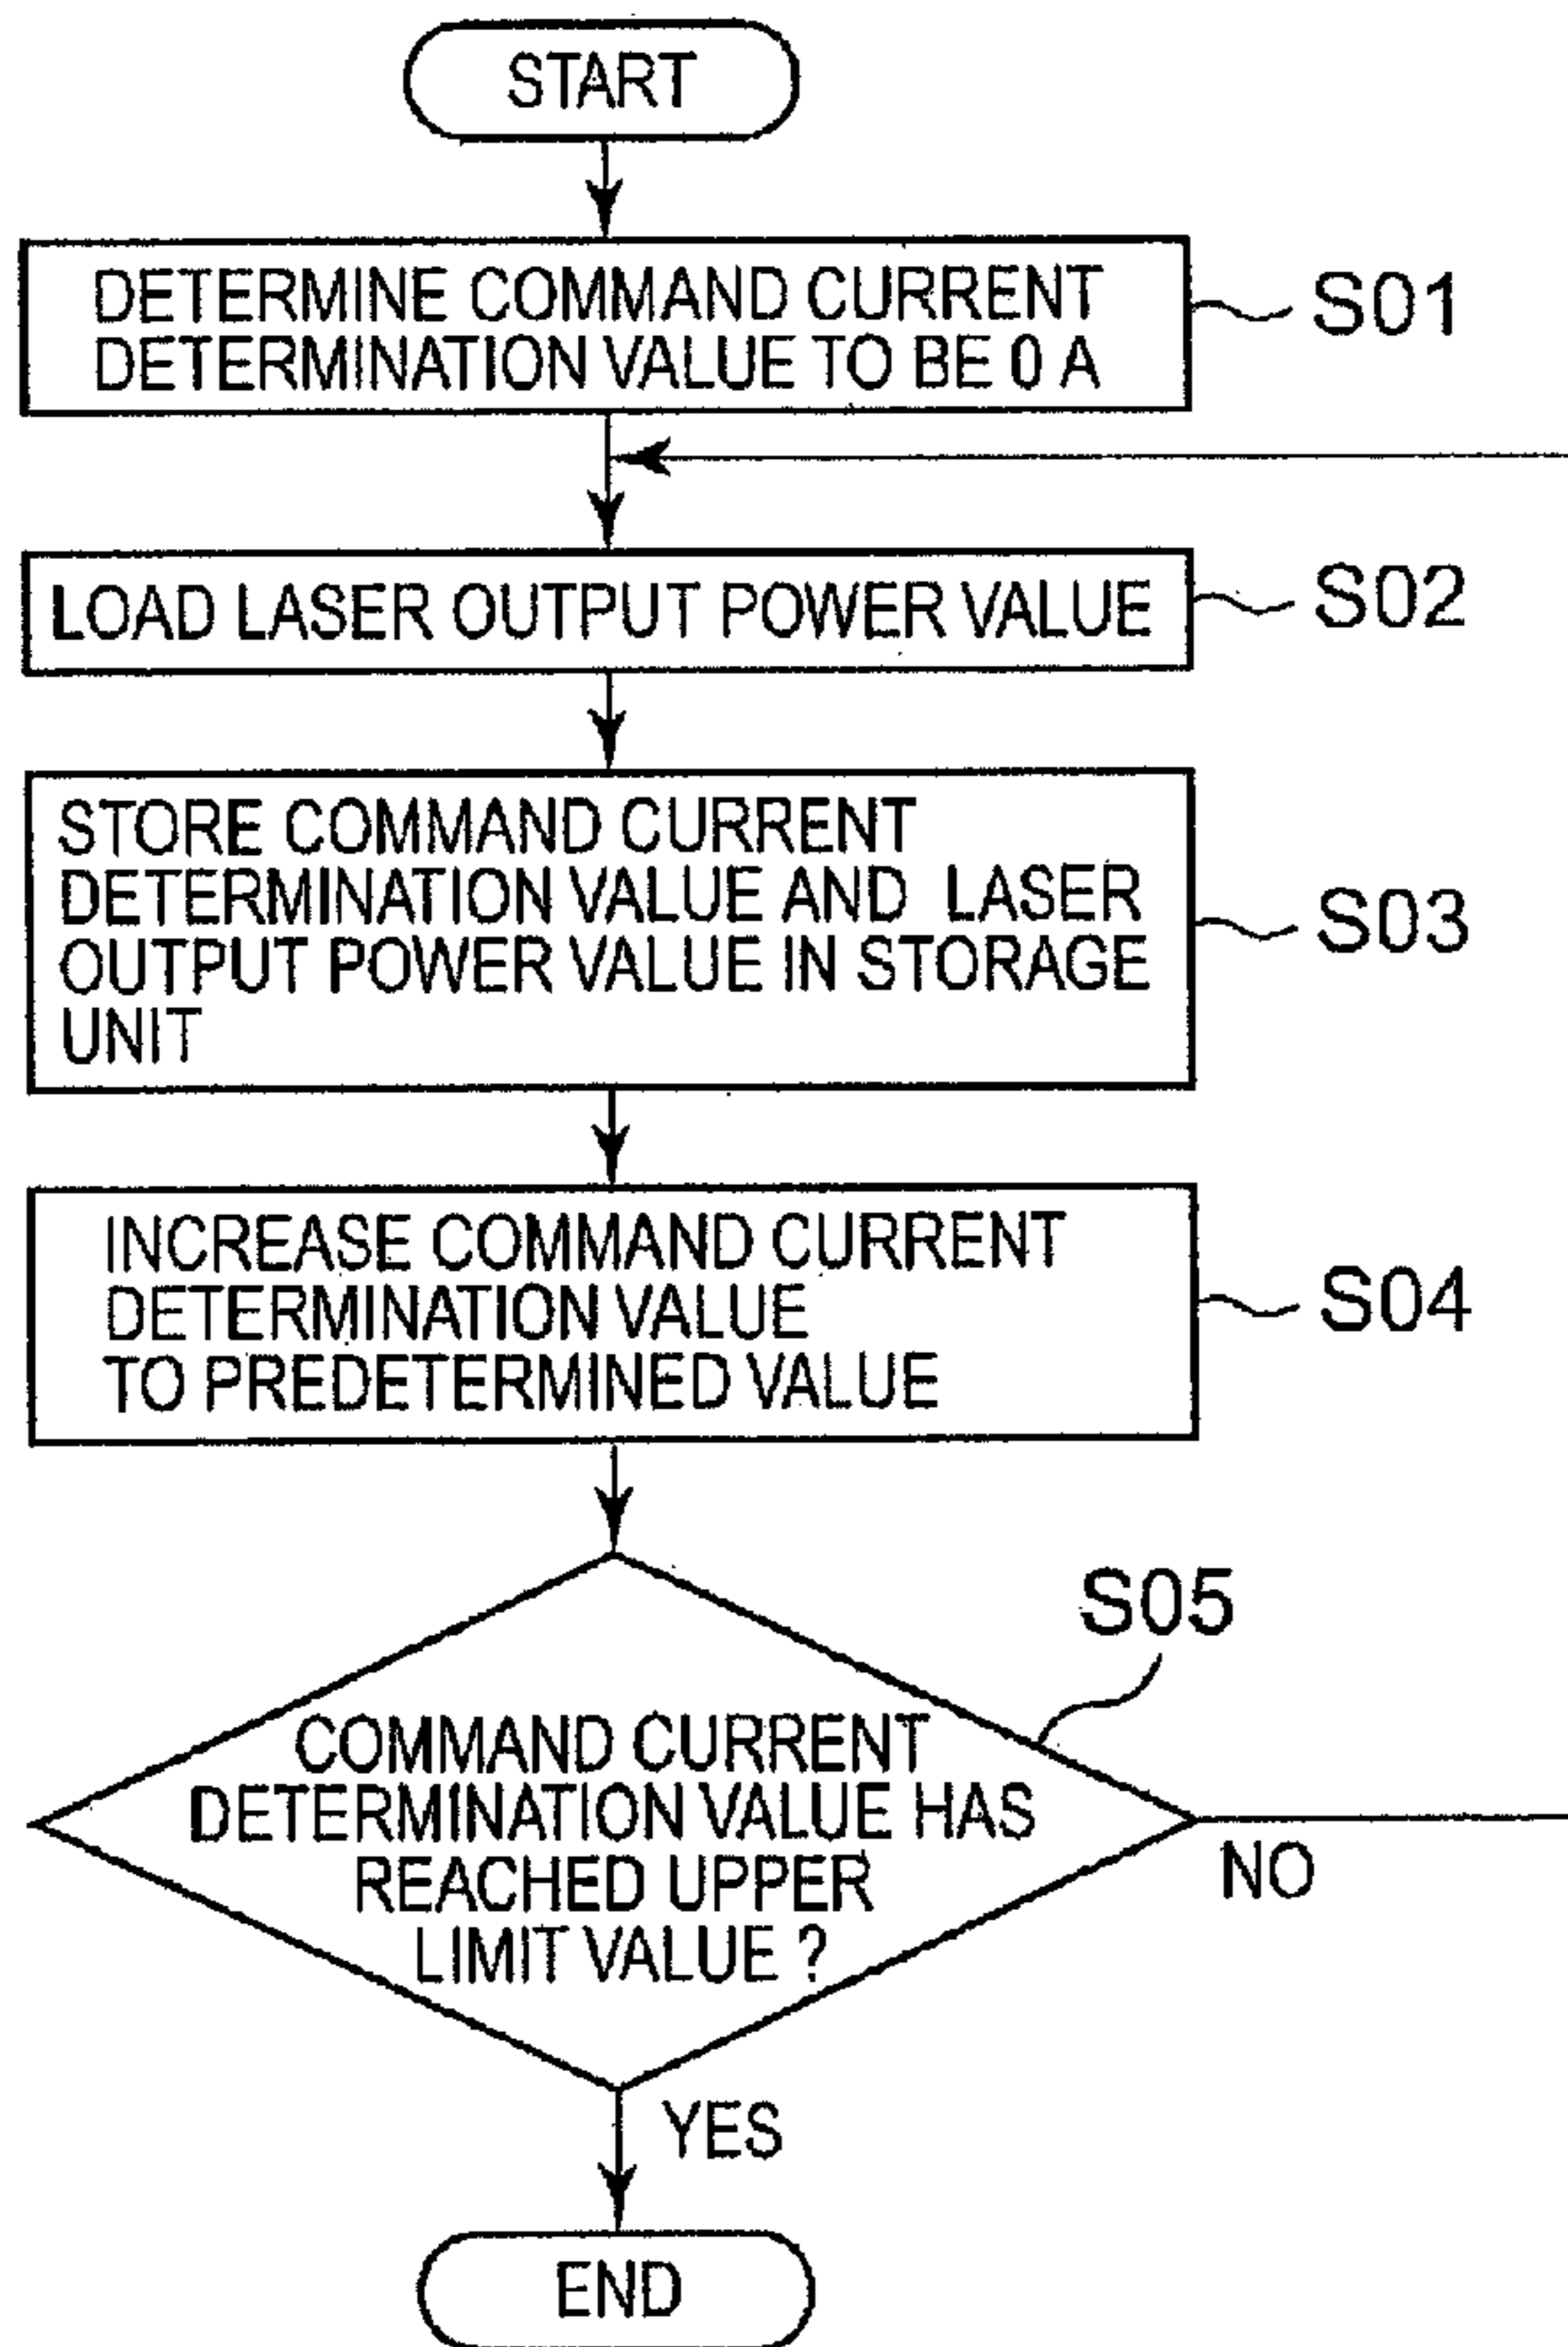 START
DETERMINE COMMAND CURRENT
DETERMINATION VALUE TO BE 0 A
S01
LOAD LASER OUTPUT POWER VALUE
S02
STORE COMMAND CURRENT
DETERMINATION VALUE AND LASER
OUTPUT POWER VALUE IN STORAGE
UNIT
S03
INCREASE COMMAND CURRENT
DETERMINATION VALUE
TO PREDETERMINED VALUE
S04
S05
COMMAND CURRENT
DETERMINATION VALUE HAS
REACHED UPPER
LIMIT VALUE ?
NO
YES
END